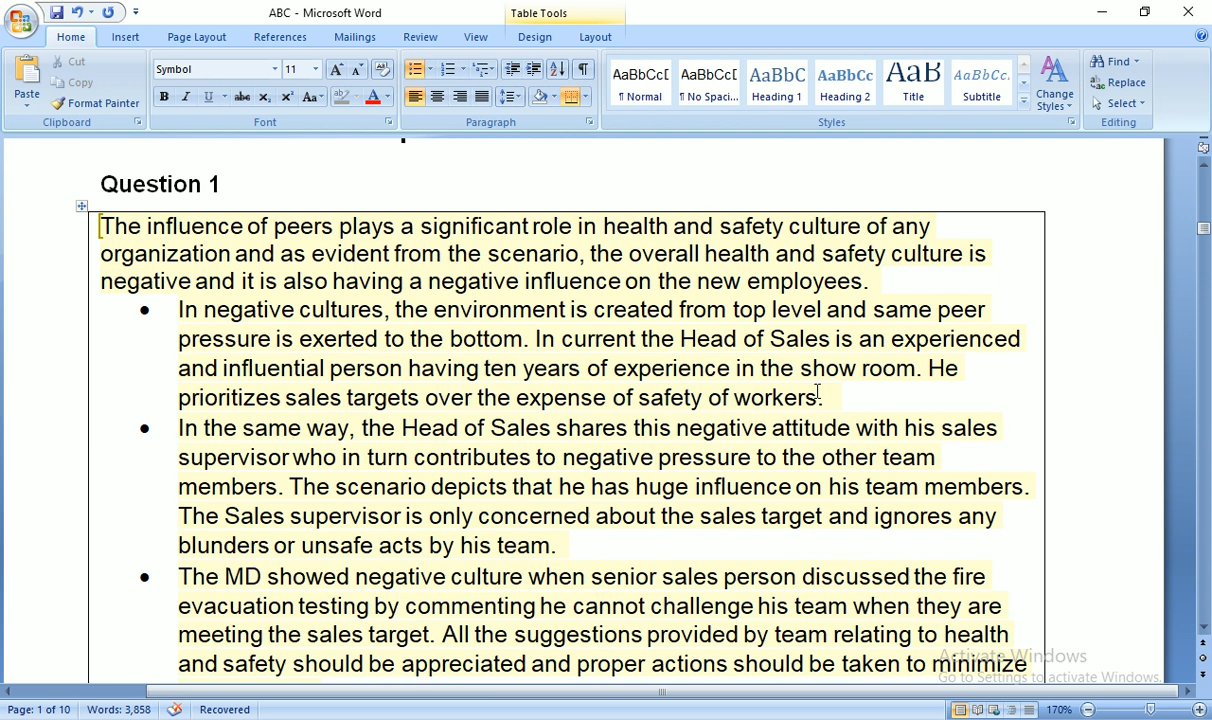 ABC - Microsoft Word
Table Tools
Home Insert Page Layout References Mailings Review View Design Layout
Paste
Cut
Copy
Format Painter
Clipboard
Symbol 11
B I U abc X₂ X² Aa
Font
Paragraph
AaBbCcI AaBbCcI AaBbC AaBbCc AaB AaBbCc.
¶ Normal ¶ No Spaci... Heading 1 Heading 2 Title Subtitle
Change
Styles
Styles
Find
Replace
Select
Editing
Question 1
The influence of peers plays a significant role in health and safety culture of any
organization and as evident from the scenario, the overall health and safety culture is
negative and it is also having a negative influence on the new employees.
• In negative cultures, the environment is created from top level and same peer
pressure is exerted to the bottom. In current the Head of Sales is an experienced
and influential person having ten years of experience in the show room. He
prioritizes sales targets over the expense of safety of workers.
• In the same way, the Head of Sales shares this negative attitude with his sales
supervisor who in turn contributes to negative pressure to the other team
members. The scenario depicts that he has huge influence on his team members.
The Sales supervisor is only concerned about the sales target and ignores any
blunders or unsafe acts by his team.
• The MD showed negative culture when senior sales person discussed the fire
evacuation testing by commenting he cannot challenge his team when they are
meeting the sales target. All the suggestions provided by team relating to health
and safety should be appreciated and proper actions should be taken to minimize
Activate Windows
Go to Settings to activate Windows.
Page: 1 of 10 Words: 3,858 Recovered 170%